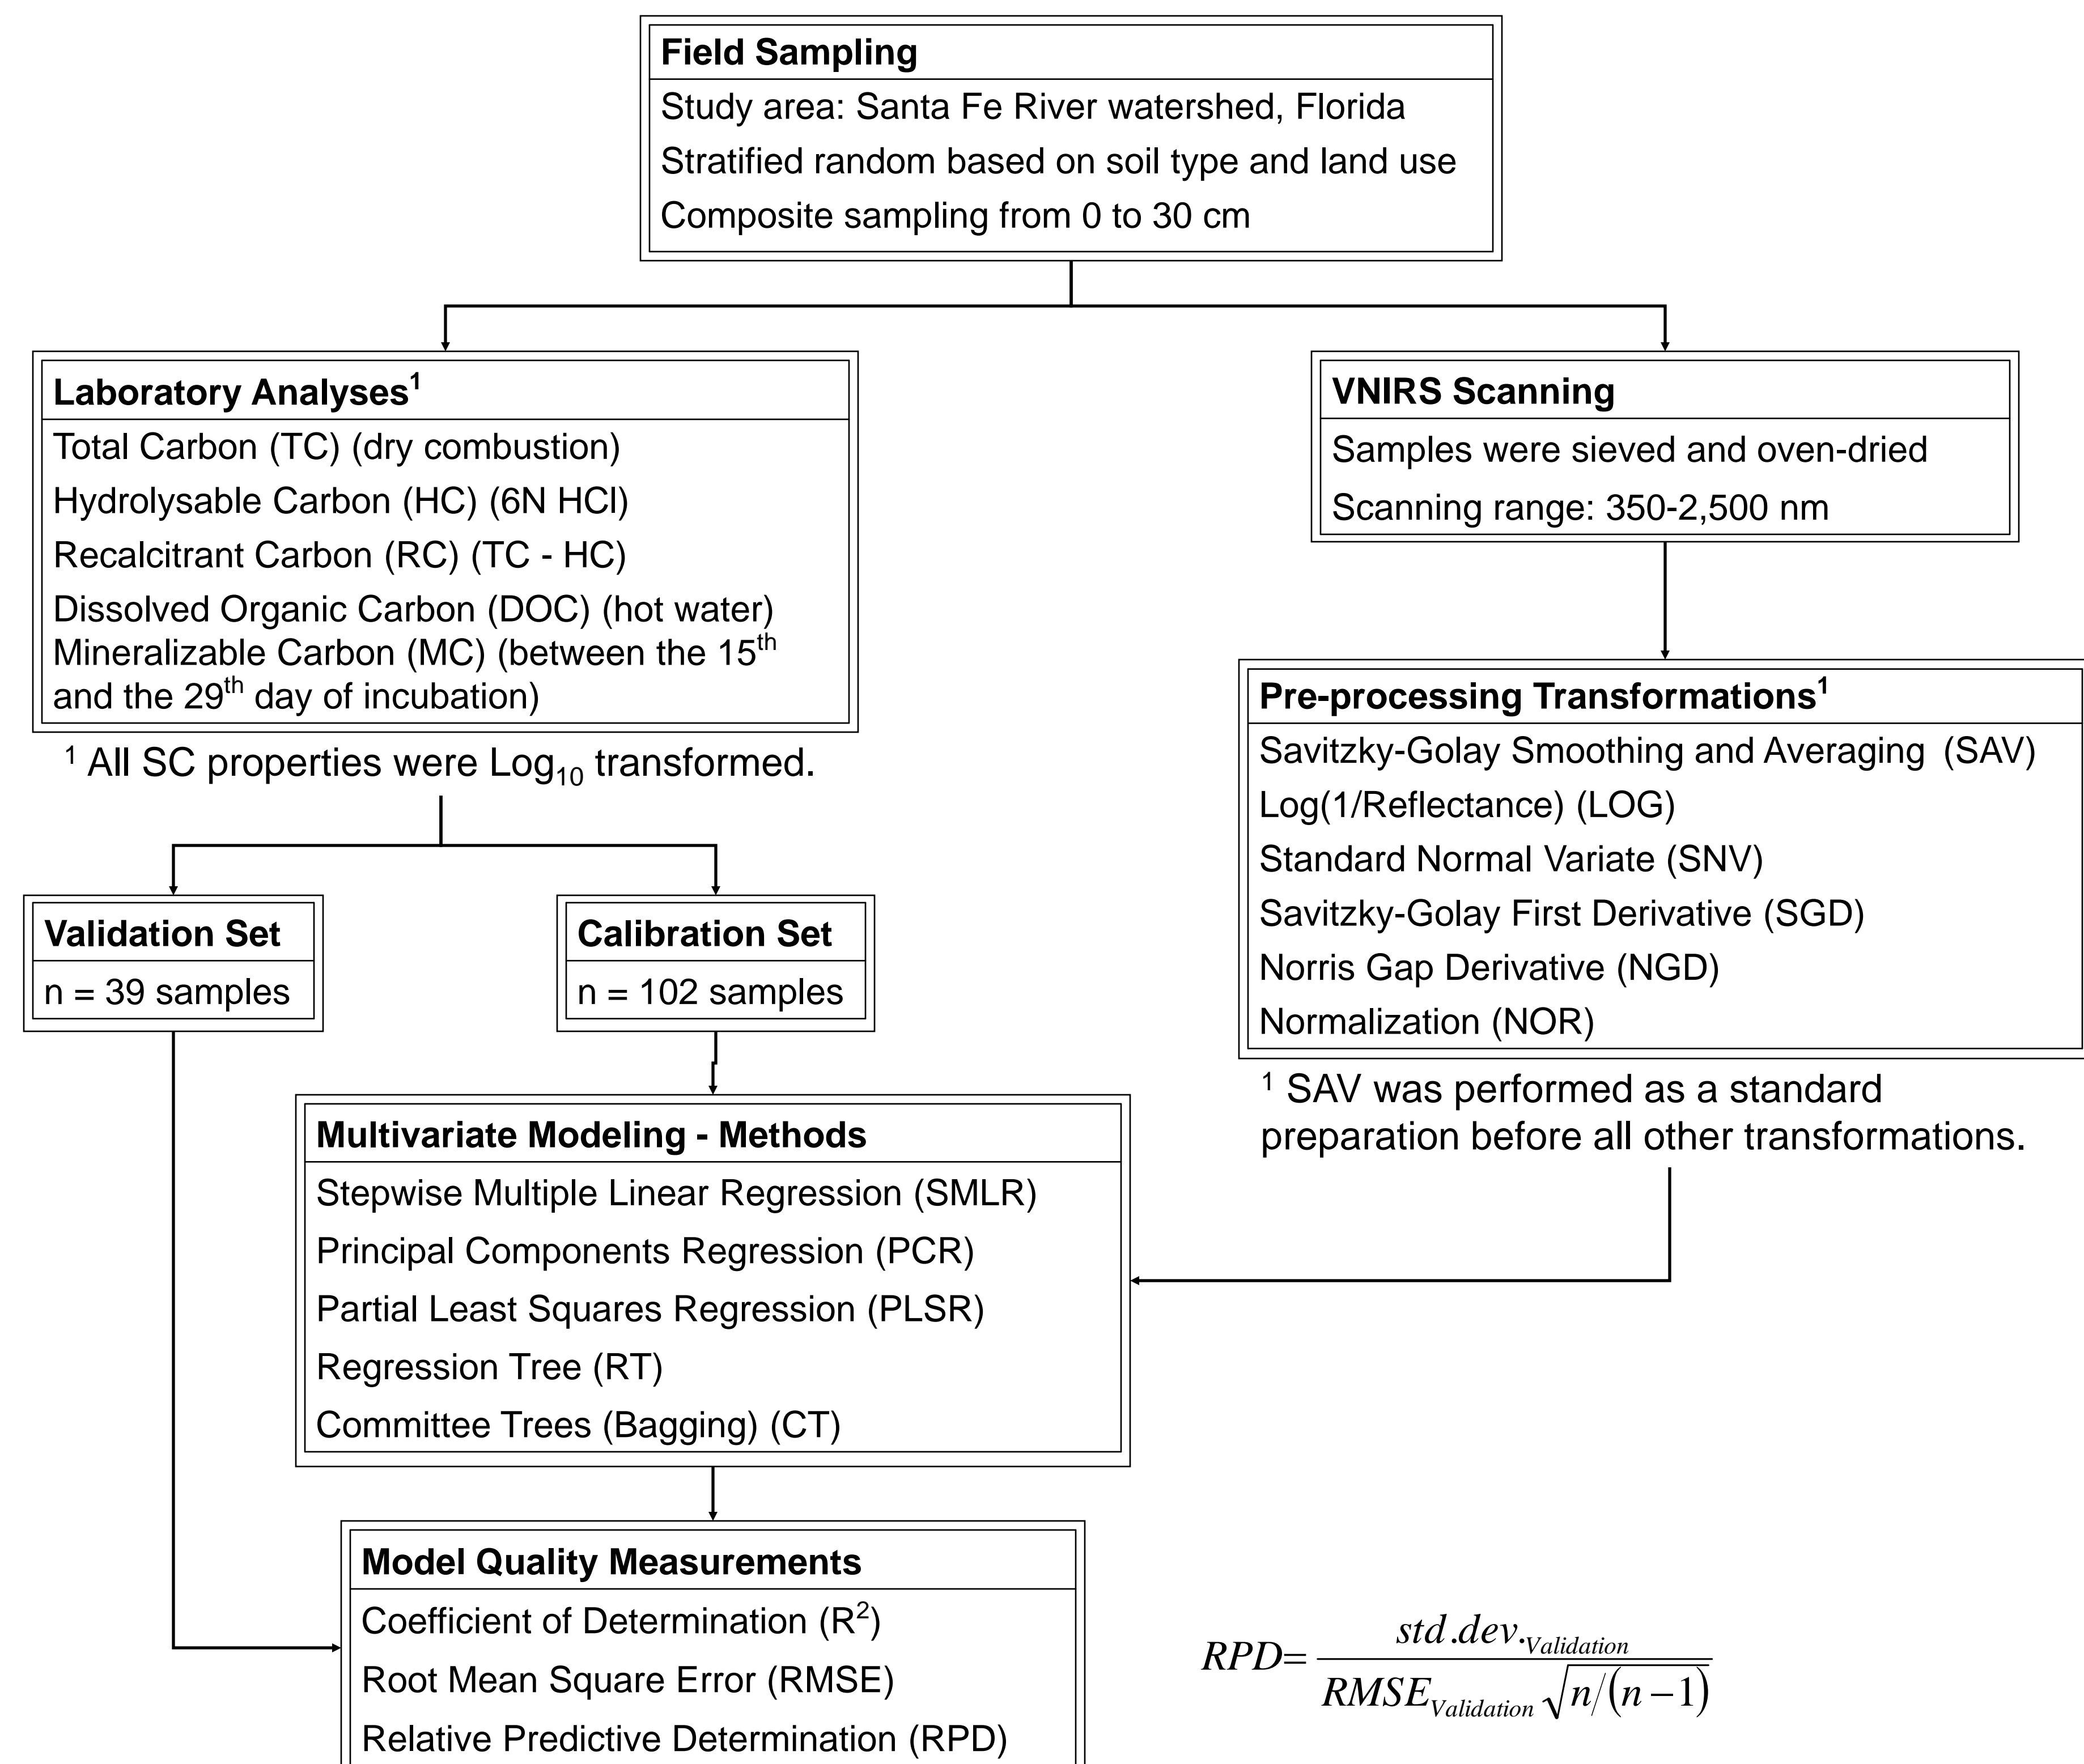 Field Sampling
Study area: Santa Fe River watershed, Florida
Stratified random based on soil type and land use
Composite sampling from 0 to 30 cm
Laboratory Analyses¹
Total Carbon (TC) (dry combustion)
Hydrolysable Carbon (HC) (6N HCl)
Recalcitrant Carbon (RC) (TC - HC)
Dissolved Organic Carbon (DOC) (hot water)
Mineralizable Carbon (MC) (between the 15ᵗʰ
and the 29ᵗʰ day of incubation)
¹ All SC properties were Log₁₀ transformed.
VNIRS Scanning
Samples were sieved and oven-dried
Scanning range: 350-2,500 nm
Pre-processing Transformations¹
Savitzky-Golay Smoothing and Averaging (SAV)
Log(1/Reflectance) (LOG)
Standard Normal Variate (SNV)
Savitzky-Golay First Derivative (SGD)
Norris Gap Derivative (NGD)
Normalization (NOR)
¹ SAV was performed as a standard
preparation before all other transformations.
Validation Set
n = 39 samples
Calibration Set
n = 102 samples
Multivariate Modeling - Methods
Stepwise Multiple Linear Regression (SMLR)
Principal Components Regression (PCR)
Partial Least Squares Regression (PLSR)
Regression Tree (RT)
Committee Trees (Bagging) (CT)
Model Quality Measurements
Coefficient of Determination (R²)
Root Mean Square Error (RMSE)
Relative Predictive Determination (RPD)
RPD= std.dev.Validation / RMSEValidation √n/(n−1)